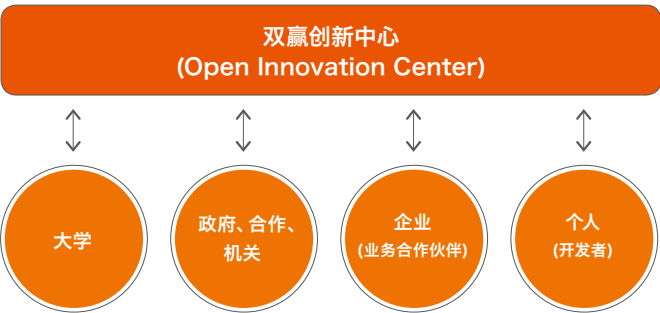 双赢创新中心
(Open Innovation Center)
大学
政府、合作、
机关
企业
(业务合作伙伴)
个人
(开发者)